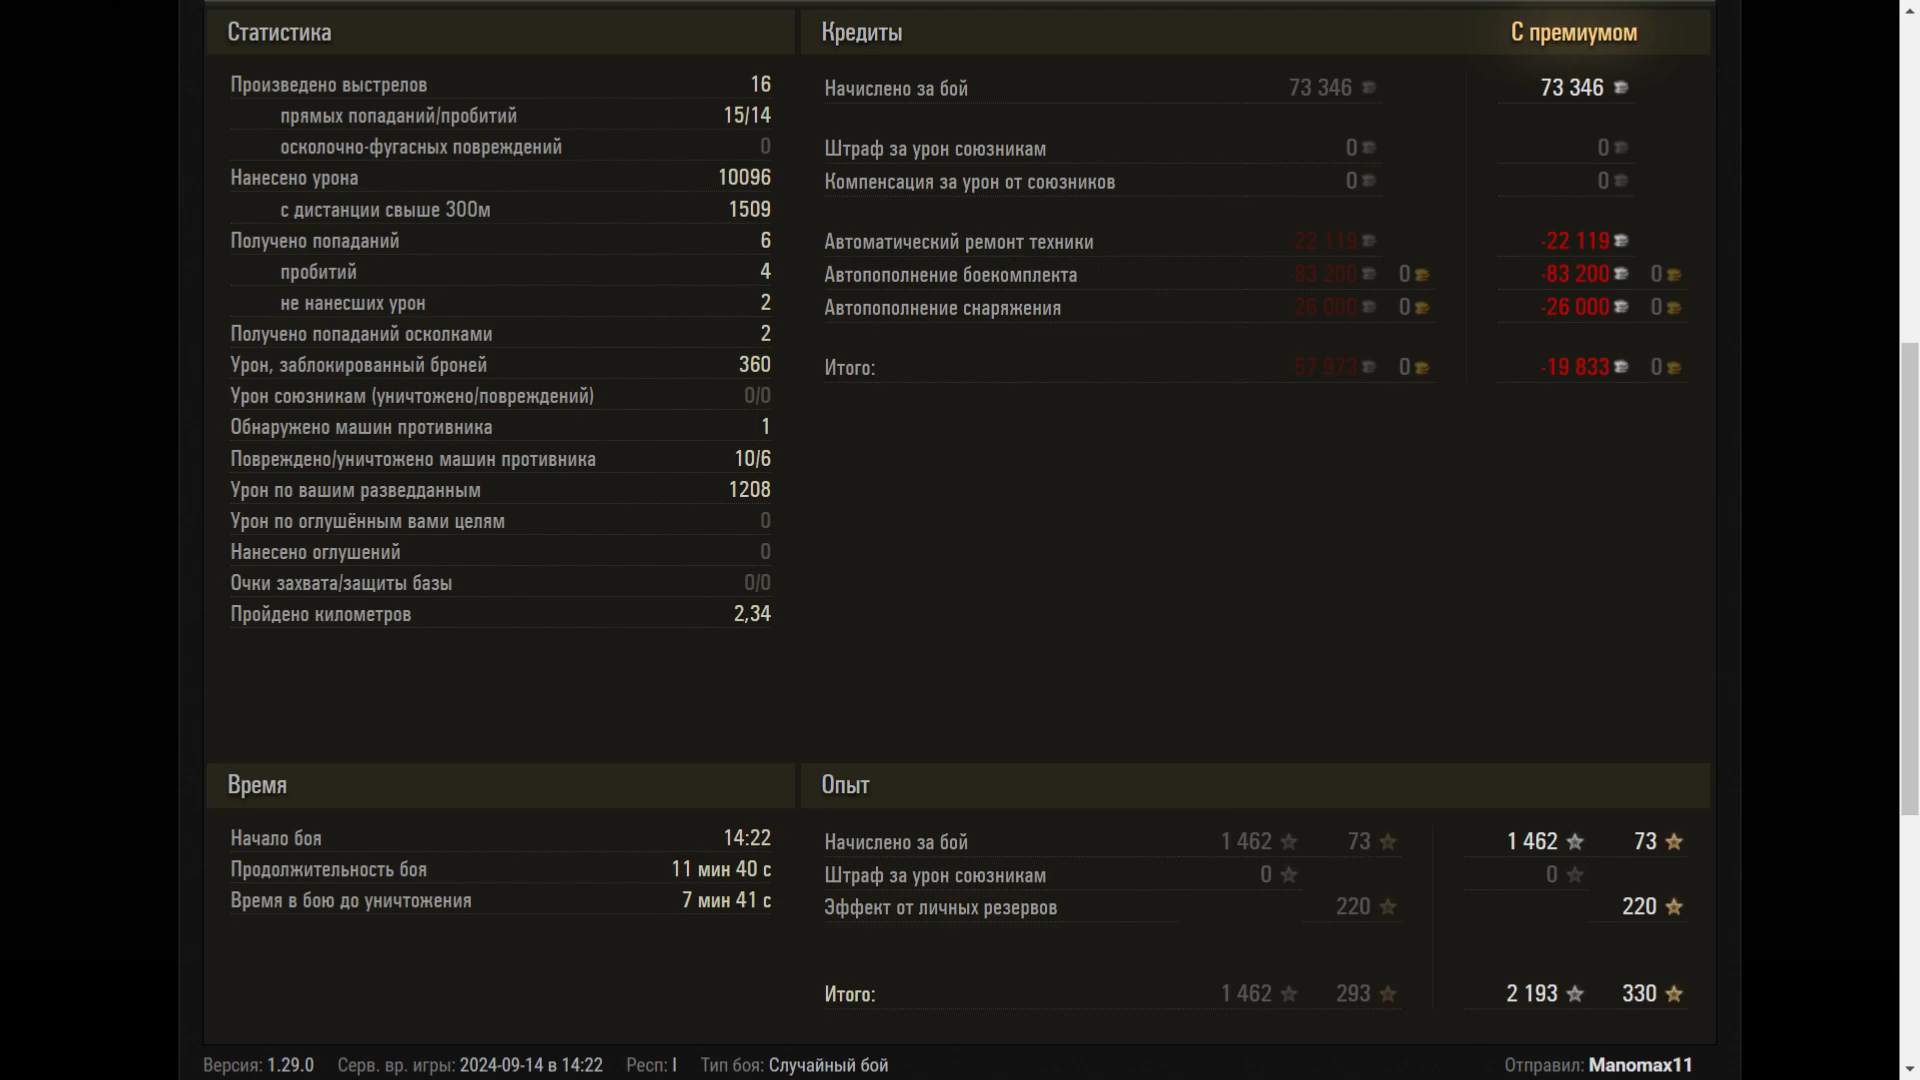 Статистика
Произведено выстрелов 16
прямых попаданий/пробитий 15/14
осколочно-фугасных повреждений 0
Нанесено урона 10096
с дистанции свыше 300м 1509
Получено попаданий 6
пробитий 4
не нанесших урон 2
Получено попаданий осколками 2
Урон, заблокированный броней 360
Урон союзникам (уничтожено/повреждений) 0/0
Обнаружено машин противника 1
Повреждено/уничтожено машин противника 10/6
Урон по вашим разведданным 1208
Урон по оглушённым вами целям 0
Нанесено оглушений 0
Очки захвата/защиты базы 0/0
Пройдено километров 2,34
Кредиты С премиумом
Начислено за бой 73 346 73 346
Штраф за урон союзникам 0 0
Компенсация за урон от союзников 0 0
Автоматический ремонт техники -22 119 -22 119
Автопополнение боекомплекта -83 200 0 -83 200 0
Автопополнение снаряжения -26 000 0 -26 000 0
Итого: -57 973 0 -19 833 0
Время
Начало боя 14:22
Продолжительность боя 11 мин 40 с
Время в бою до уничтожения 7 мин 41 с
Опыт
Начислено за бой 1 462 73 1 462 73
Штраф за урон союзникам 0 0
Эффект от личных резервов 220 220
Итого: 1 462 293 2 193 330
Версия: 1.29.0 Серв. вр. игры: 2024-09-14 в 14:22 Респ: I Тип боя: Случайный бой Отправил: Manomax11